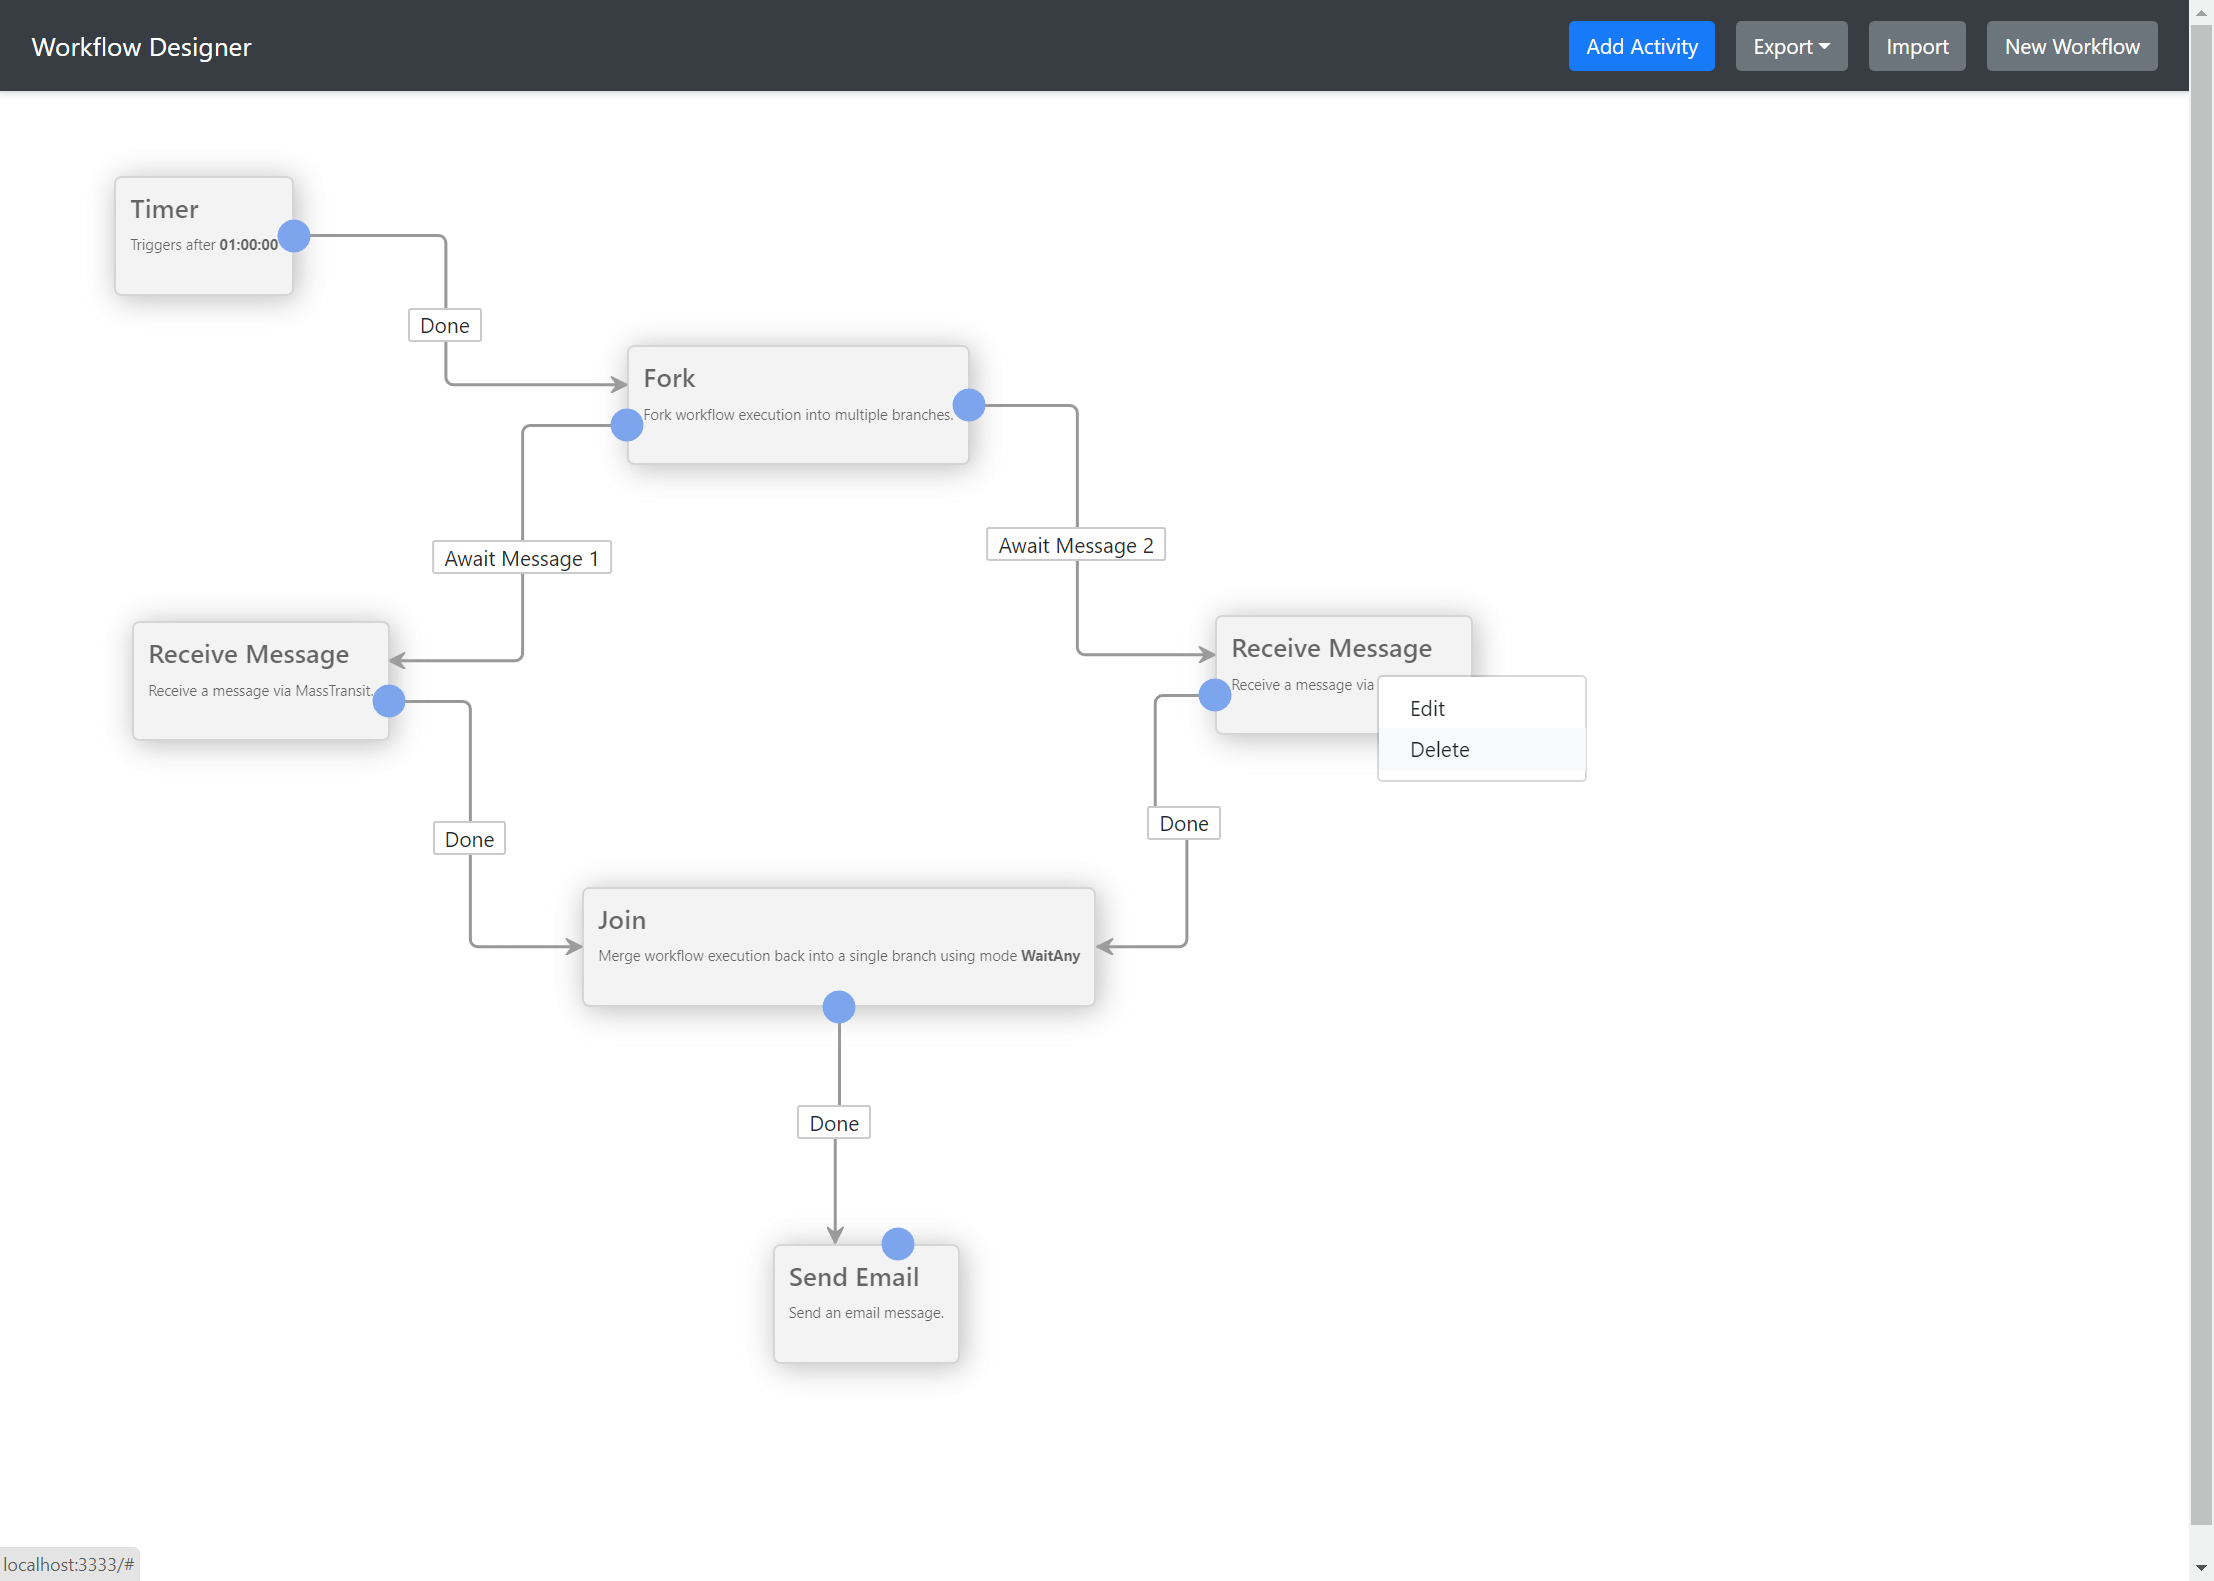 Workflow Designer
Add Activity
Export
Import
New Workflow
Timer
Triggers after 01:00:00
Done
Fork
Fork workflow execution into multiple branches.
Await Message 1
Await Message 2
Receive Message
Receive a message via MassTransit.
Receive Message
Receive a message via
Edit
Delete
Done
Done
Join
Merge workflow execution back into a single branch using mode WaitAny
Done
Send Email
Send an email message.
localhost:3333/#